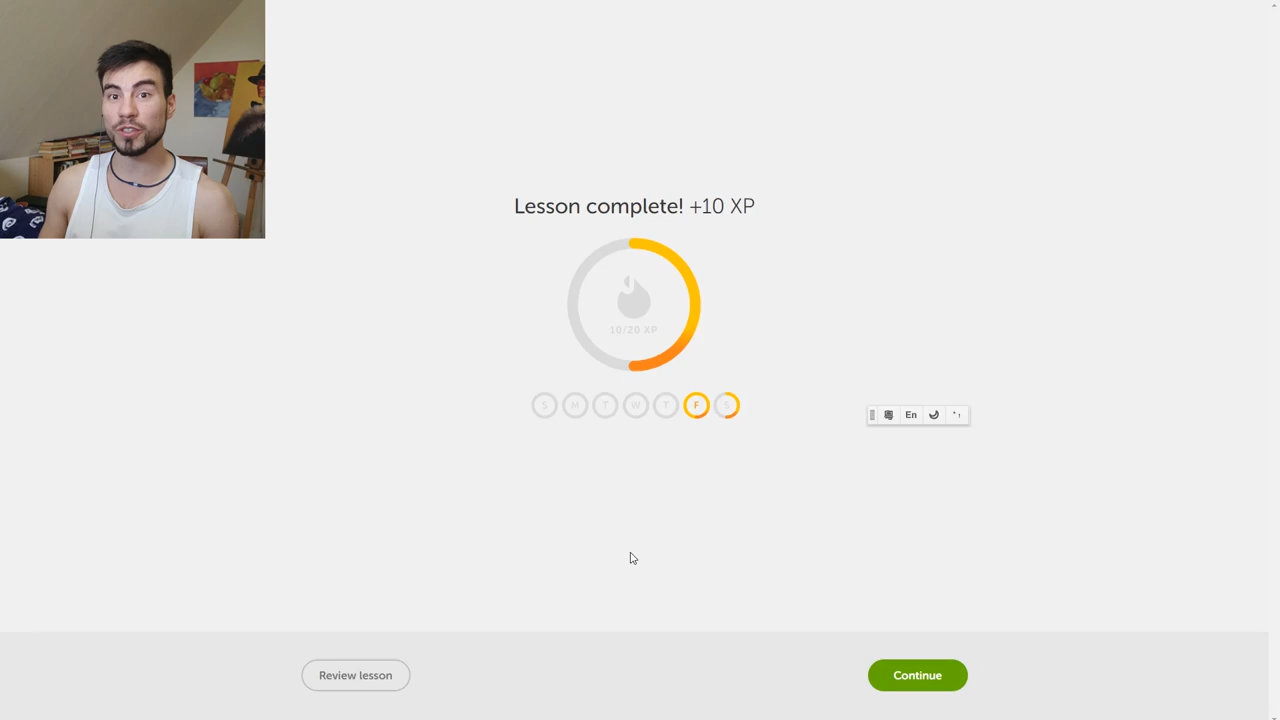 Lesson complete! +10 XP
10/20 XP
S M T W T F S
En
Review lesson
Continue